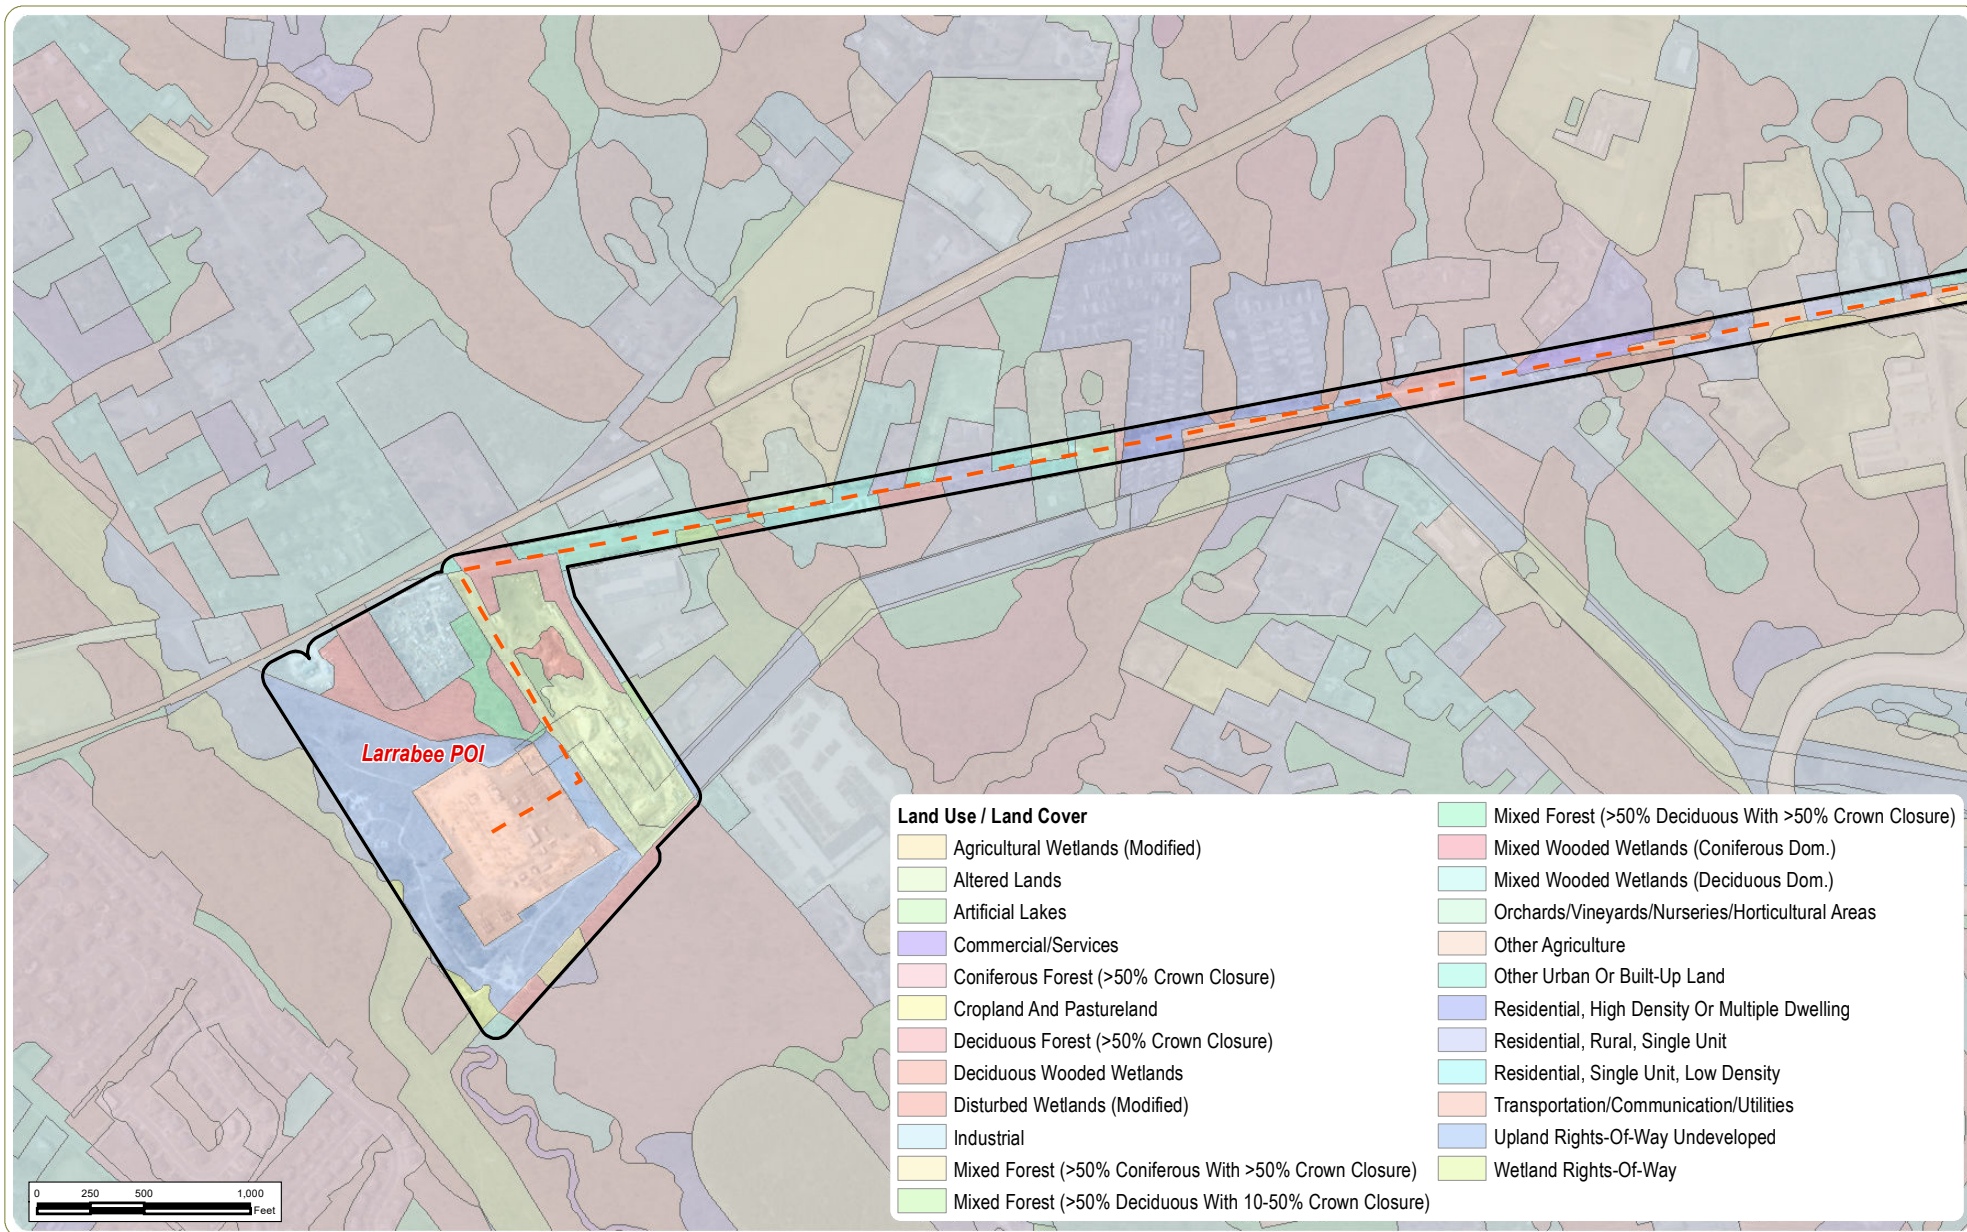 Larrabee POI
Land Use / Land Cover
Agricultural Wetlands (Modified)
Altered Lands
Artificial Lakes
Commercial/Services
Coniferous Forest (>50% Crown Closure)
Cropland And Pastureland
Deciduous Forest (>50% Crown Closure)
Deciduous Wooded Wetlands
Disturbed Wetlands (Modified)
Industrial
Mixed Forest (>50% Coniferous With >50% Crown Closure)
Mixed Forest (>50% Deciduous With 10-50% Crown Closure)
Mixed Forest (>50% Deciduous With >50% Crown Closure)
Mixed Wooded Wetlands (Coniferous Dom.)
Mixed Wooded Wetlands (Deciduous Dom.)
Orchards/Vineyards/Nurseries/Horticultural Areas
Other Agriculture
Other Urban Or Built-Up Land
Residential, High Density Or Multiple Dwelling
Residential, Rural, Single Unit
Residential, Single Unit, Low Density
Transportation/Communication/Utilities
Upland Rights-Of-Way Undeveloped
Wetland Rights-Of-Way
0 250 500 1,000
Feet